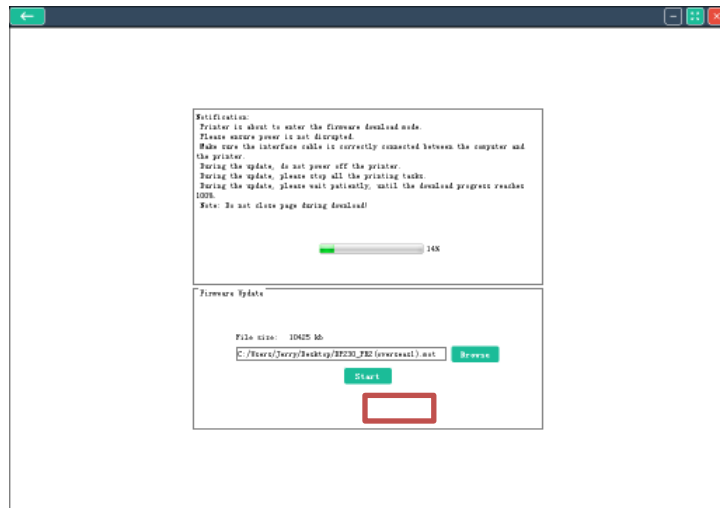 Notification:
Printer is about to enter the firmware download mode.
Please ensure power is not disrupted.
Make sure the interface cable is correctly connected between the computer and
the printer.
During the update, do not power off the printer.
During the update, please stop all the printing tasks.
During the update, please wait patiently, until the download progress reaches
100%.
Note: Do not close page during download!
14%
Firmware Update
File size: 10425 kb
Browse
Start